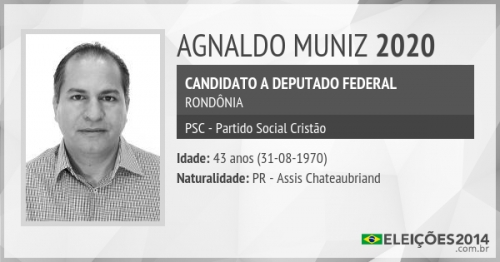 AGNALDO MUNIZ 2020
CANDIDATO A DEPUTADO FEDERAL
RONDÔNIA
PSC - Partido Social Cristão
Idade: 43 anos (31-08-1970)
Naturalidade: PR - Assis Chateaubriand
ELEIÇÕES2014
.com.br